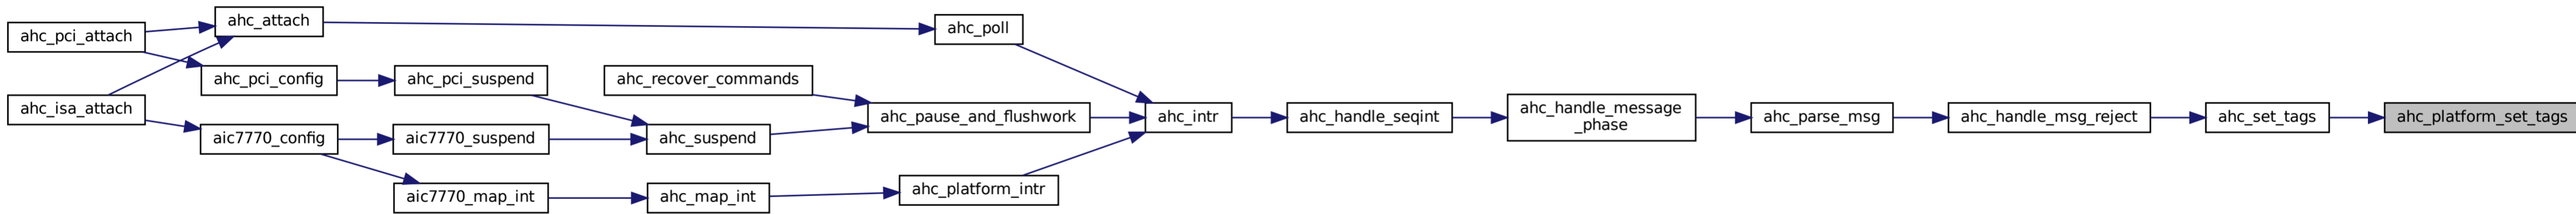 ahc_pci_attach
ahc_isa_attach
ahc_attach
ahc_pci_config
aic7770_config
ahc_pci_suspend
aic7770_suspend
aic7770_map_int
ahc_recover_commands
ahc_suspend
ahc_map_int
ahc_poll
ahc_pause_and_flushwork
ahc_platform_intr
ahc_intr
ahc_handle_seqint
ahc_handle_message
_phase
ahc_parse_msg
ahc_handle_msg_reject
ahc_set_tags
ahc_platform_set_tags